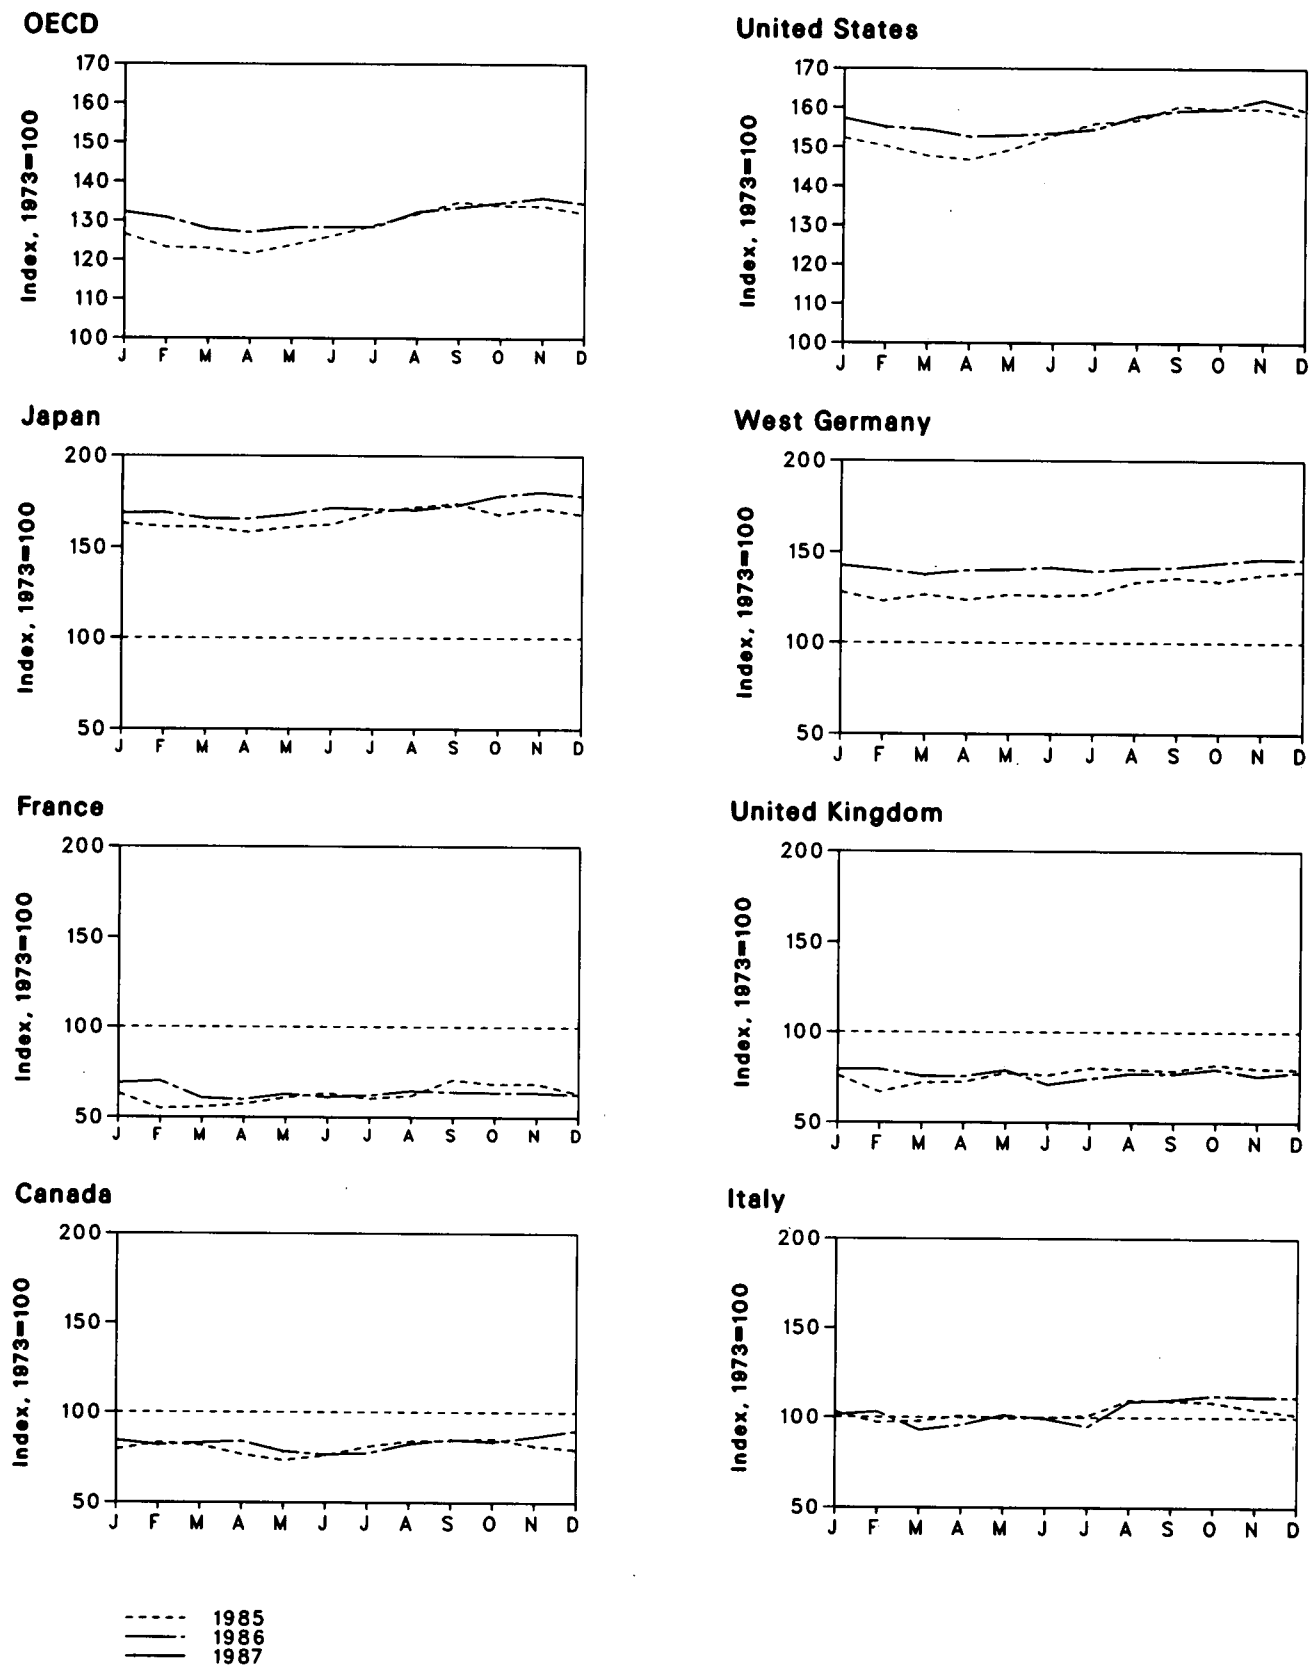 OECD
Index, 1973=100
170
160
150
140
130
120
110
100
J F M A M J J A S O N D
United States
Index, 1973=100
170
160
150
140
130
120
110
100
J F M A M J J A S O N D
Japan
Index, 1973=100
200
150
100
50
J F M A M J J A S O N D
West Germany
Index, 1973=100
200
150
100
50
J F M A M J J A S O N D
France
Index, 1973=100
200
150
100
50
J F M A M J J A S O N D
United Kingdom
Index, 1973=100
200
150
100
50
J F M A M J J A S O N D
Canada
Index, 1973=100
200
150
100
50
J F M A M J J A S O N D
Italy
Index, 1973=100
200
150
100
50
J F M A M J J A S O N D
1985
1986
1987